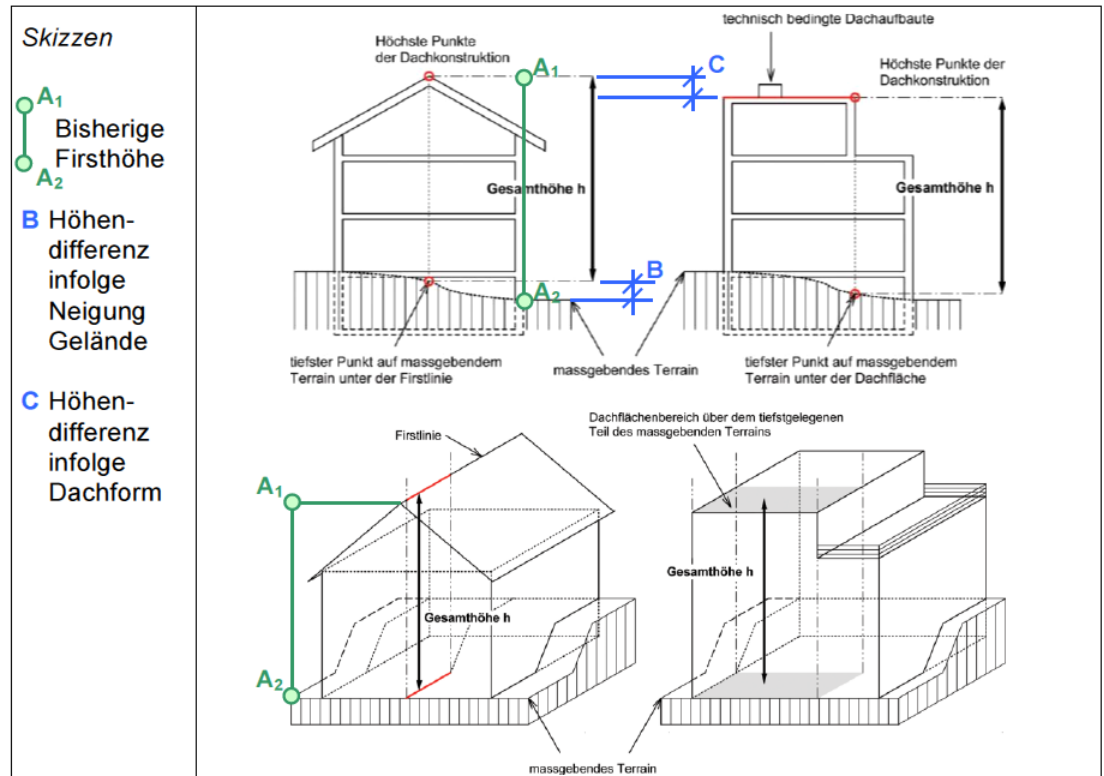 Skizzen
A1
Bisherige
Firsthöhe
A2
B Höhen-
differenz
infolge
Neigung
Gelände
C Höhen-
differenz
infolge
Dachform
technisch bedingte Dachaufbaute
Höchste Punkte
der Dachkonstruktion
A1
C
Höchste Punkte der
Dachkonstruktion
Gesamthöhe h
Gesamthöhe h
B
A2
tiefster Punkt auf massgebendem
Terrain unter der Firstlinie
massgebendes Terrain
tiefster Punkt auf massgebendem
Terrain unter der Dachfläche
Firstlinie
Dachflächenbereich über dem tiefstgelegenen
Teil des massgebenden Terrains
A1
Gesamthöhe h
Gesamthöhe h
A2
massgebendes Terrain